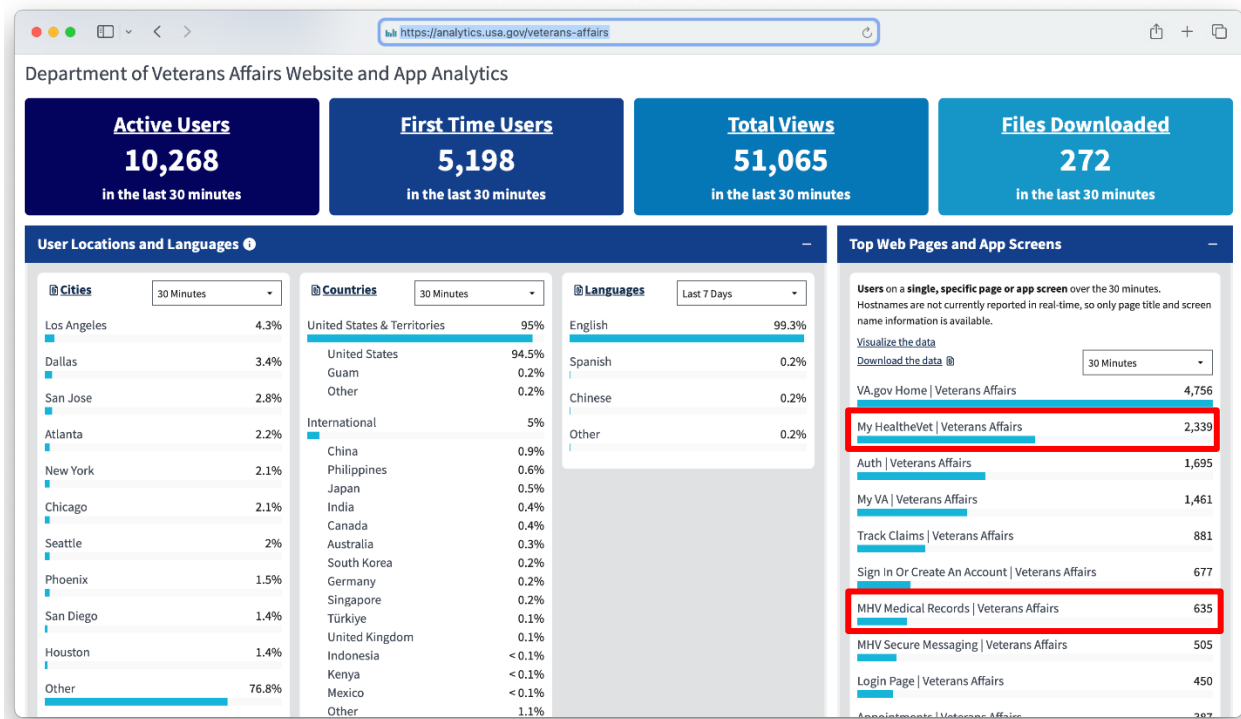 https://analytics.usa.gov/veterans-affairs
Department of Veterans Affairs Website and App Analytics
Active Users
10,268
in the last 30 minutes
First Time Users
5,198
in the last 30 minutes
Total Views
51,065
in the last 30 minutes
Files Downloaded
272
in the last 30 minutes
User Locations and Languages
Cities
30 Minutes
Los Angeles 4.3%
Dallas 3.4%
San Jose 2.8%
Atlanta 2.2%
New York 2.1%
Chicago 2.1%
Seattle 2%
Phoenix 1.5%
San Diego 1.4%
Houston 1.4%
Other 76.8%
Countries
30 Minutes
United States & Territories 95%
United States 94.5%
Guam 0.2%
Other 0.2%
International 5%
China 0.9%
Philippines 0.6%
Japan 0.5%
India 0.4%
Canada 0.4%
Australia 0.3%
South Korea 0.2%
Germany 0.2%
Singapore 0.2%
Türkiye 0.1%
United Kingdom 0.1%
Indonesia < 0.1%
Kenya < 0.1%
Mexico < 0.1%
Other 1.1%
Languages
Last 7 Days
English 99.3%
Spanish 0.2%
Chinese 0.2%
Other 0.2%
Top Web Pages and App Screens
Users on a single, specific page or app screen over the 30 minutes.
Hostnames are not currently reported in real-time, so only page title and screen
name information is available.
Visualize the data
Download the data
30 Minutes
VA.gov Home | Veterans Affairs 4,756
My HealtheVet | Veterans Affairs 2,339
Auth | Veterans Affairs 1,695
My VA | Veterans Affairs 1,461
Track Claims | Veterans Affairs 881
Sign In Or Create An Account | Veterans Affairs 677
MHV Medical Records | Veterans Affairs 635
MHV Secure Messaging | Veterans Affairs 505
Login Page | Veterans Affairs 450
Appointments | Veterans Affairs 387